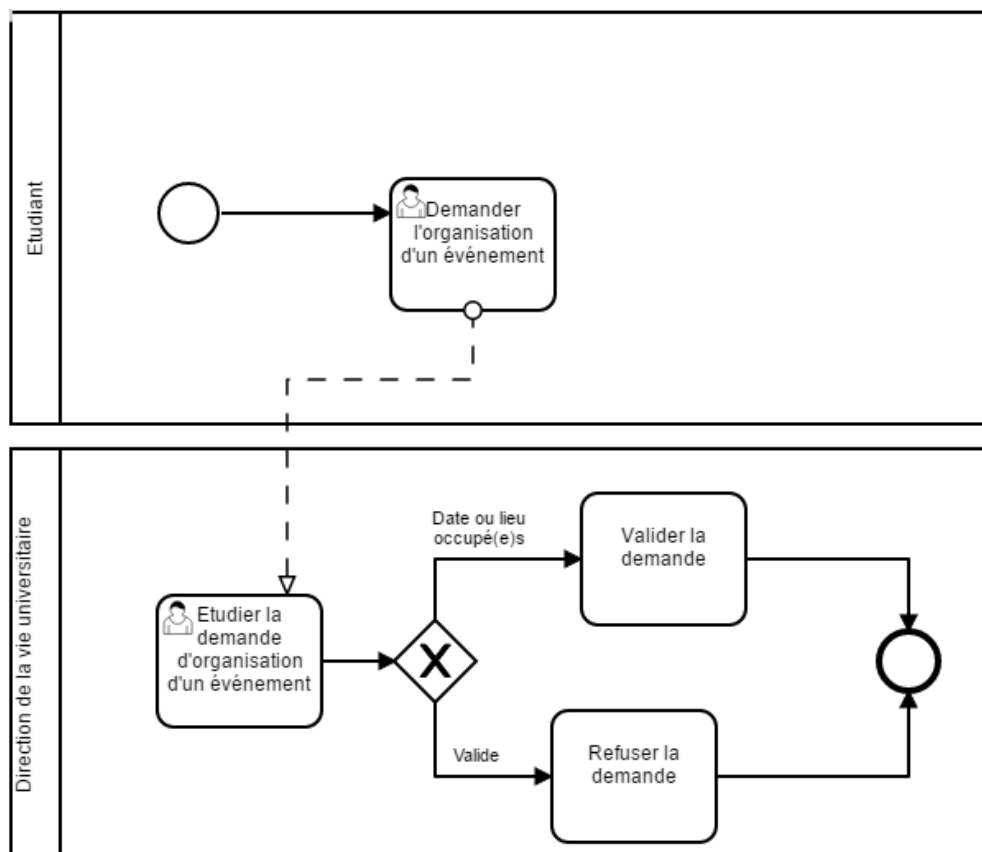 Etudiant
Demander
l'organisation
d'un événement
Direction de la vie universitaire
Date ou lieu
occupé(e)s
Valider la
demande
Etudier la
demande
d'organisation
d'un événement
Valide
Refuser la
demande